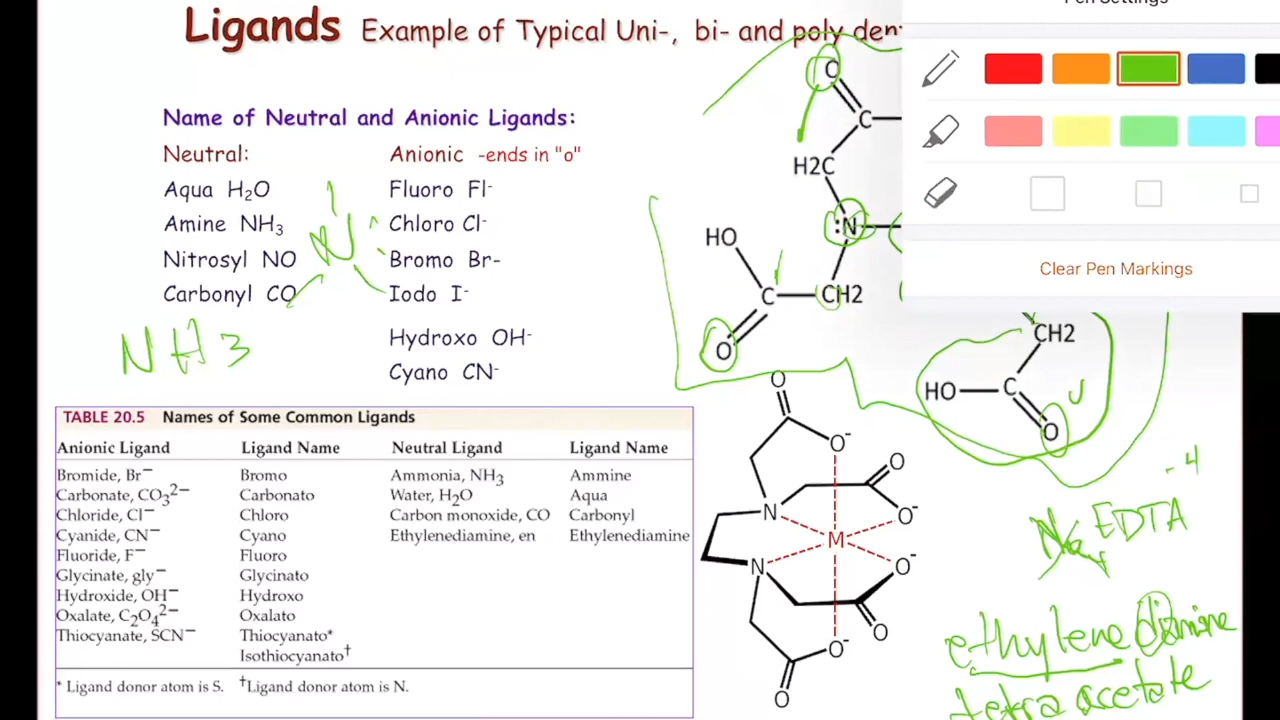 Ligands Example of Typical Uni-, bi- and poly den
Pen Settings
Name of Neutral and Anionic Ligands:
Neutral:
Anionic -ends in "o"
Aqua H₂O
Fluoro Fl⁻
Amine NH₃
Chloro Cl⁻
Nitrosyl NO
Bromo Br-
Carbonyl CO
Iodo I⁻
Hydroxo OH⁻
Cyano CN⁻
N
NH3
Clear Pen Markings
O
C
H2C
:N
HO
C
CH2
O
CH2
HO
C
O
TABLE 20.5 Names of Some Common Ligands
Anionic Ligand Ligand Name Neutral Ligand Ligand Name
Bromide, Br⁻ Bromo Ammonia, NH₃ Ammine
Carbonate, CO₃²⁻ Carbonato Water, H₂O Aqua
Chloride, Cl⁻ Chloro Carbon monoxide, CO Carbonyl
Cyanide, CN⁻ Cyano Ethylenediamine, en Ethylenediamine
Fluoride, F⁻ Fluoro
Glycinate, gly⁻ Glycinato
Hydroxide, OH⁻ Hydroxo
Oxalate, C₂O₄²⁻ Oxalato
Thiocyanate, SCN⁻ Thiocyanato*
Isothiocyanato†
* Ligand donor atom is S. †Ligand donor atom is N.
O
O⁻
O
N
O⁻
M
N
O⁻
O
O⁻
O
-4
EDTA
ethylene diamine
tetra acetate